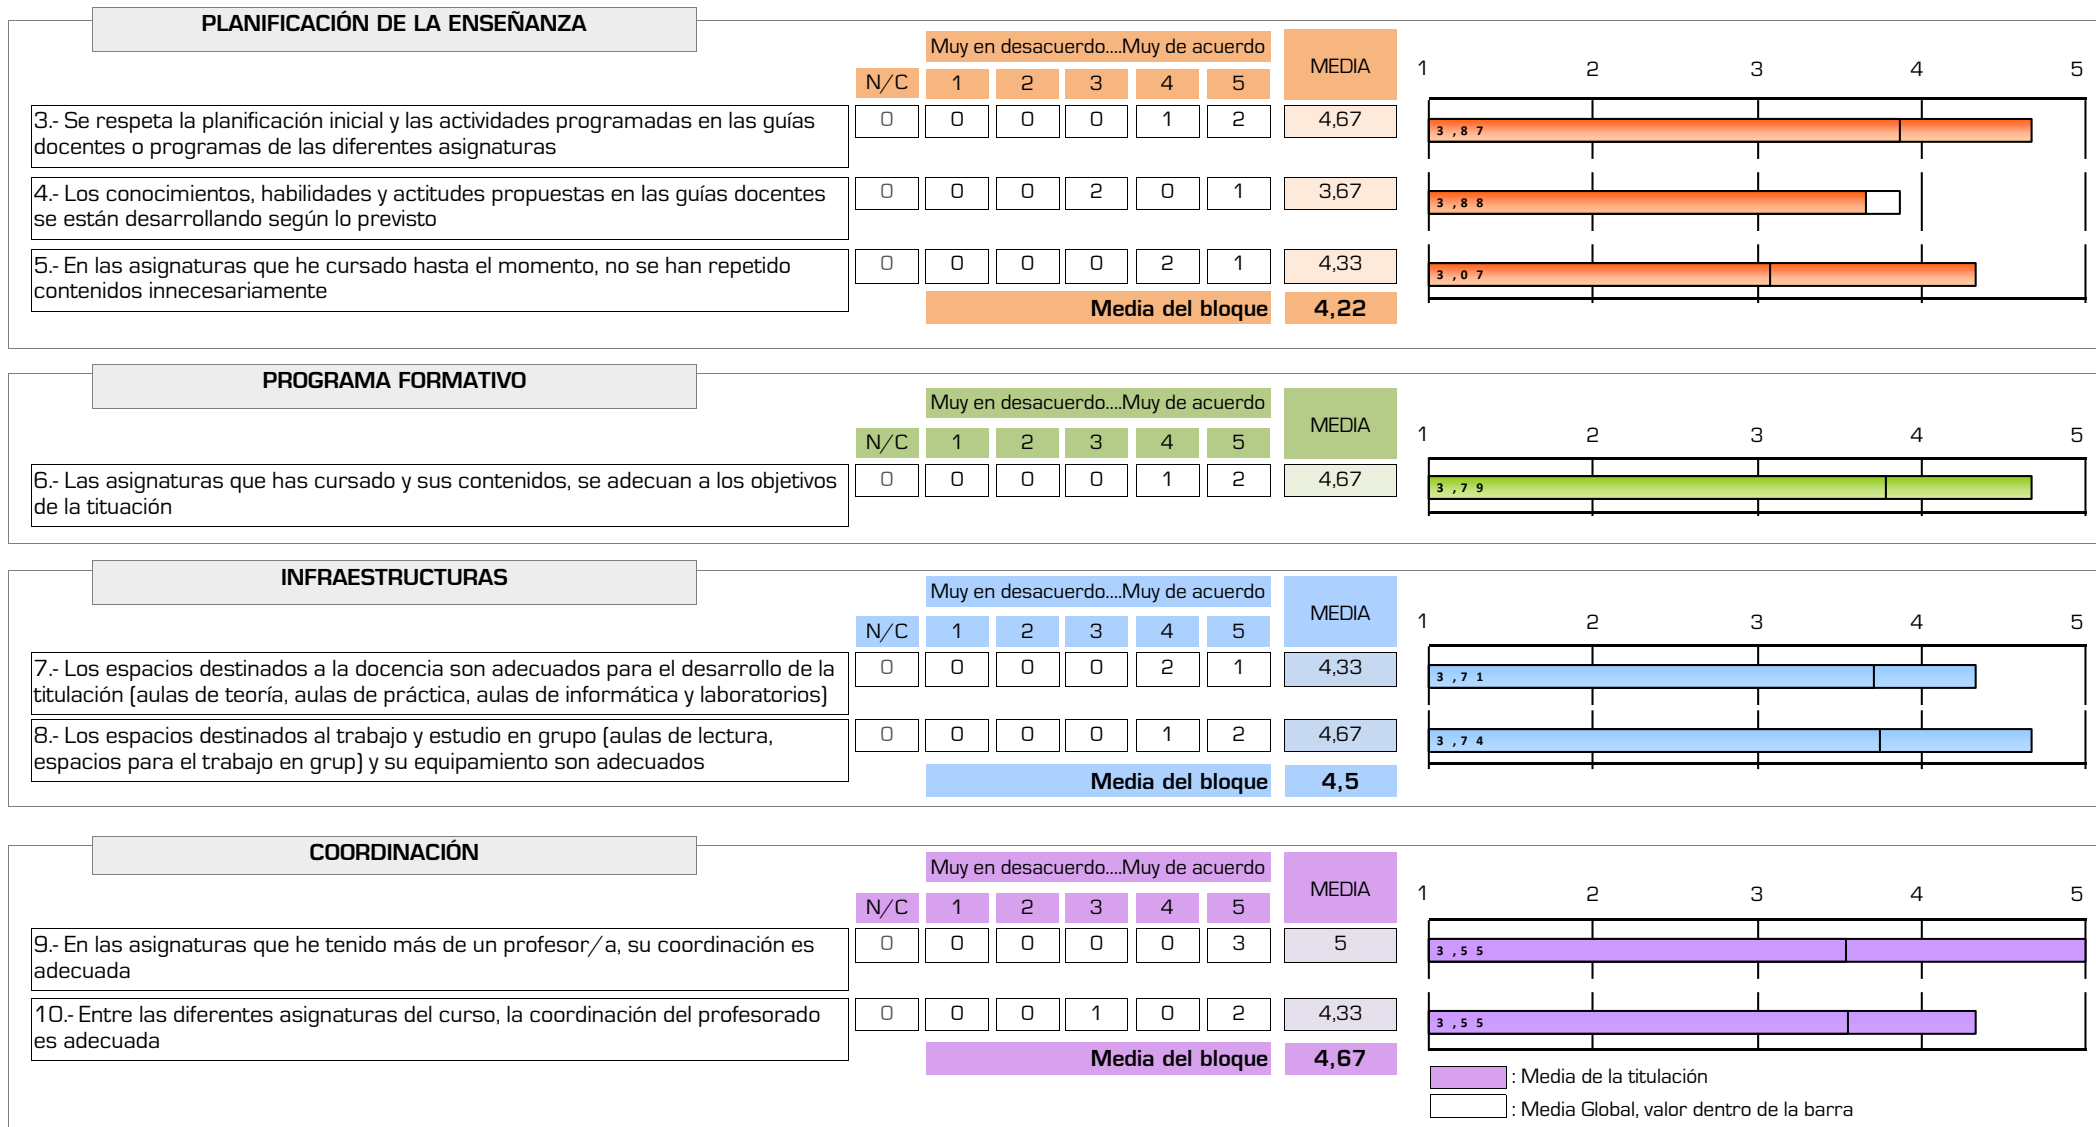 PLANIFICACIÓN DE LA ENSEÑANZA
Muy en desacuerdo....Muy de acuerdo
MEDIA
N/C 1 2 3 4 5
1 2 3 4 5
3.- Se respeta la planificación inicial y las actividades programadas en las guías
docentes o programas de las diferentes asignaturas
0 0 0 0 1 2 4,67
3,87
4.- Los conocimientos, habilidades y actitudes propuestas en las guías docentes
se están desarrollando según lo previsto
0 0 0 2 0 1 3,67
3,88
5.- En las asignaturas que he cursado hasta el momento, no se han repetido
contenidos innecesariamente
0 0 0 0 2 1 4,33
3,07
Media del bloque 4,22
PROGRAMA FORMATIVO
Muy en desacuerdo....Muy de acuerdo
MEDIA
N/C 1 2 3 4 5
1 2 3 4 5
6.- Las asignaturas que has cursado y sus contenidos, se adecuan a los objetivos
de la tituación
0 0 0 0 1 2 4,67
3,79
INFRAESTRUCTURAS
Muy en desacuerdo....Muy de acuerdo
MEDIA
N/C 1 2 3 4 5
1 2 3 4 5
7.- Los espacios destinados a la docencia son adecuados para el desarrollo de la
titulación (aulas de teoría, aulas de práctica, aulas de informática y laboratorios)
0 0 0 0 2 1 4,33
3,71
8.- Los espacios destinados al trabajo y estudio en grupo (aulas de lectura,
espacios para el trabajo en grup) y su equipamiento son adecuados
0 0 0 0 1 2 4,67
3,74
Media del bloque 4,5
COORDINACIÓN
Muy en desacuerdo....Muy de acuerdo
MEDIA
N/C 1 2 3 4 5
1 2 3 4 5
9.- En las asignaturas que he tenido más de un profesor/a, su coordinación es
adecuada
0 0 0 0 0 3 5
3,55
10.- Entre las diferentes asignaturas del curso, la coordinación del profesorado
es adecuada
0 0 0 1 0 2 4,33
3,55
Media del bloque 4,67
: Media de la titulación
: Media Global, valor dentro de la barra